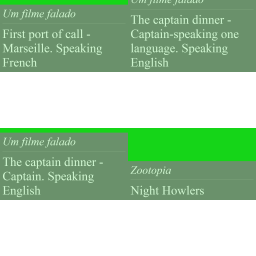 Um filme falado
First port of call -
Marseille. Speaking
French
Um filme falado
The captain dinner -
Captain-speaking one
language. Speaking
English
Um filme falado
The captain dinner -
Captain. Speaking
English
Zootopia
Night Howlers